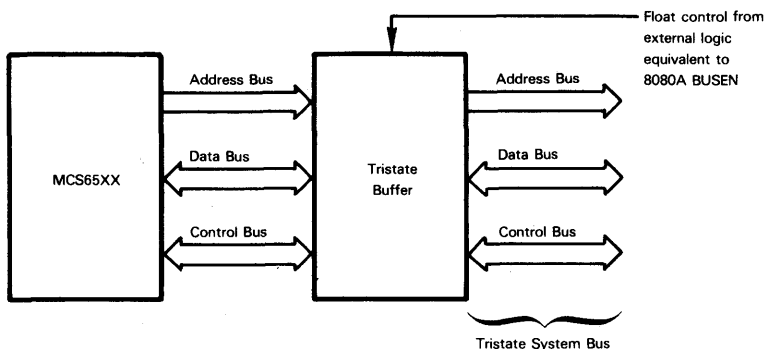 Float control from
external logic
equivalent to
8080A BUSEN
Address Bus
Address Bus
Data Bus
Data Bus
MCS65XX
Tristate
Buffer
Control Bus
Control Bus
Tristate System Bus